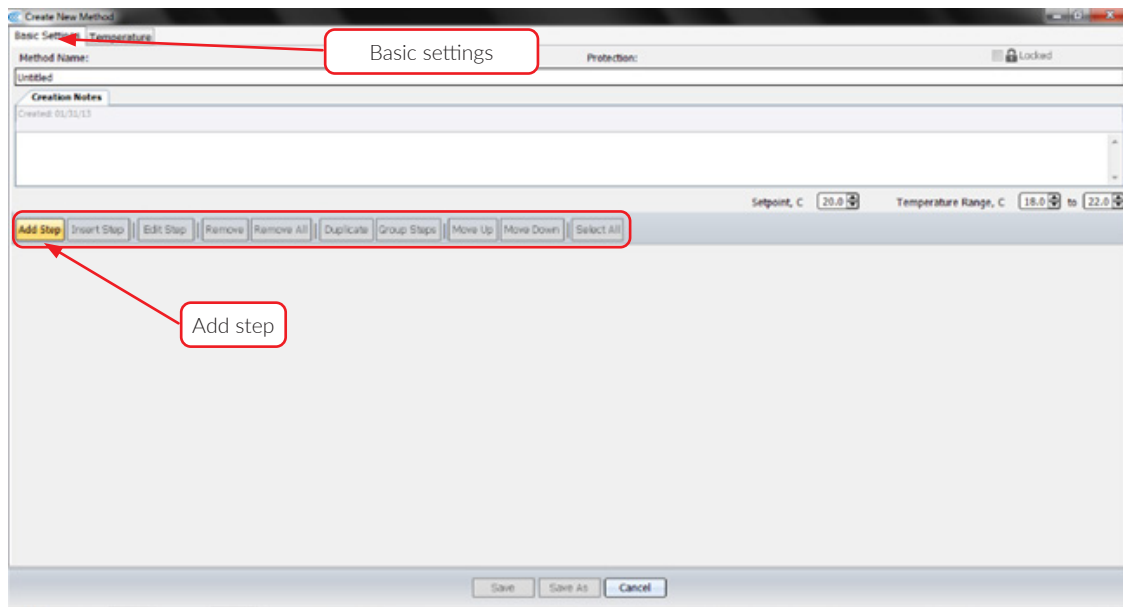 Create New Method
Basic Settings Temperature
Basic settings
Method Name: Protection: Locked
Untitled
Creation Notes
Created: 01/31/13
Setpoint, C 20.0 Temperature Range, C 18.0 to 22.0
Add Step Insert Step Edit Step Remove Remove All Duplicate Group Steps Move Up Move Down Select All
Add step
Save Save As Cancel